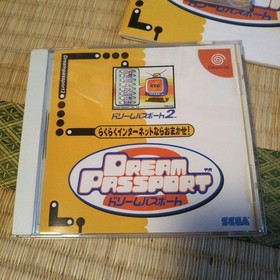 Dreampassport2
ドリームパスポート2
らくらくインターネットならおまかせ!
DREAM
PASSPORT
TM
ドリームパスポート
SEGA